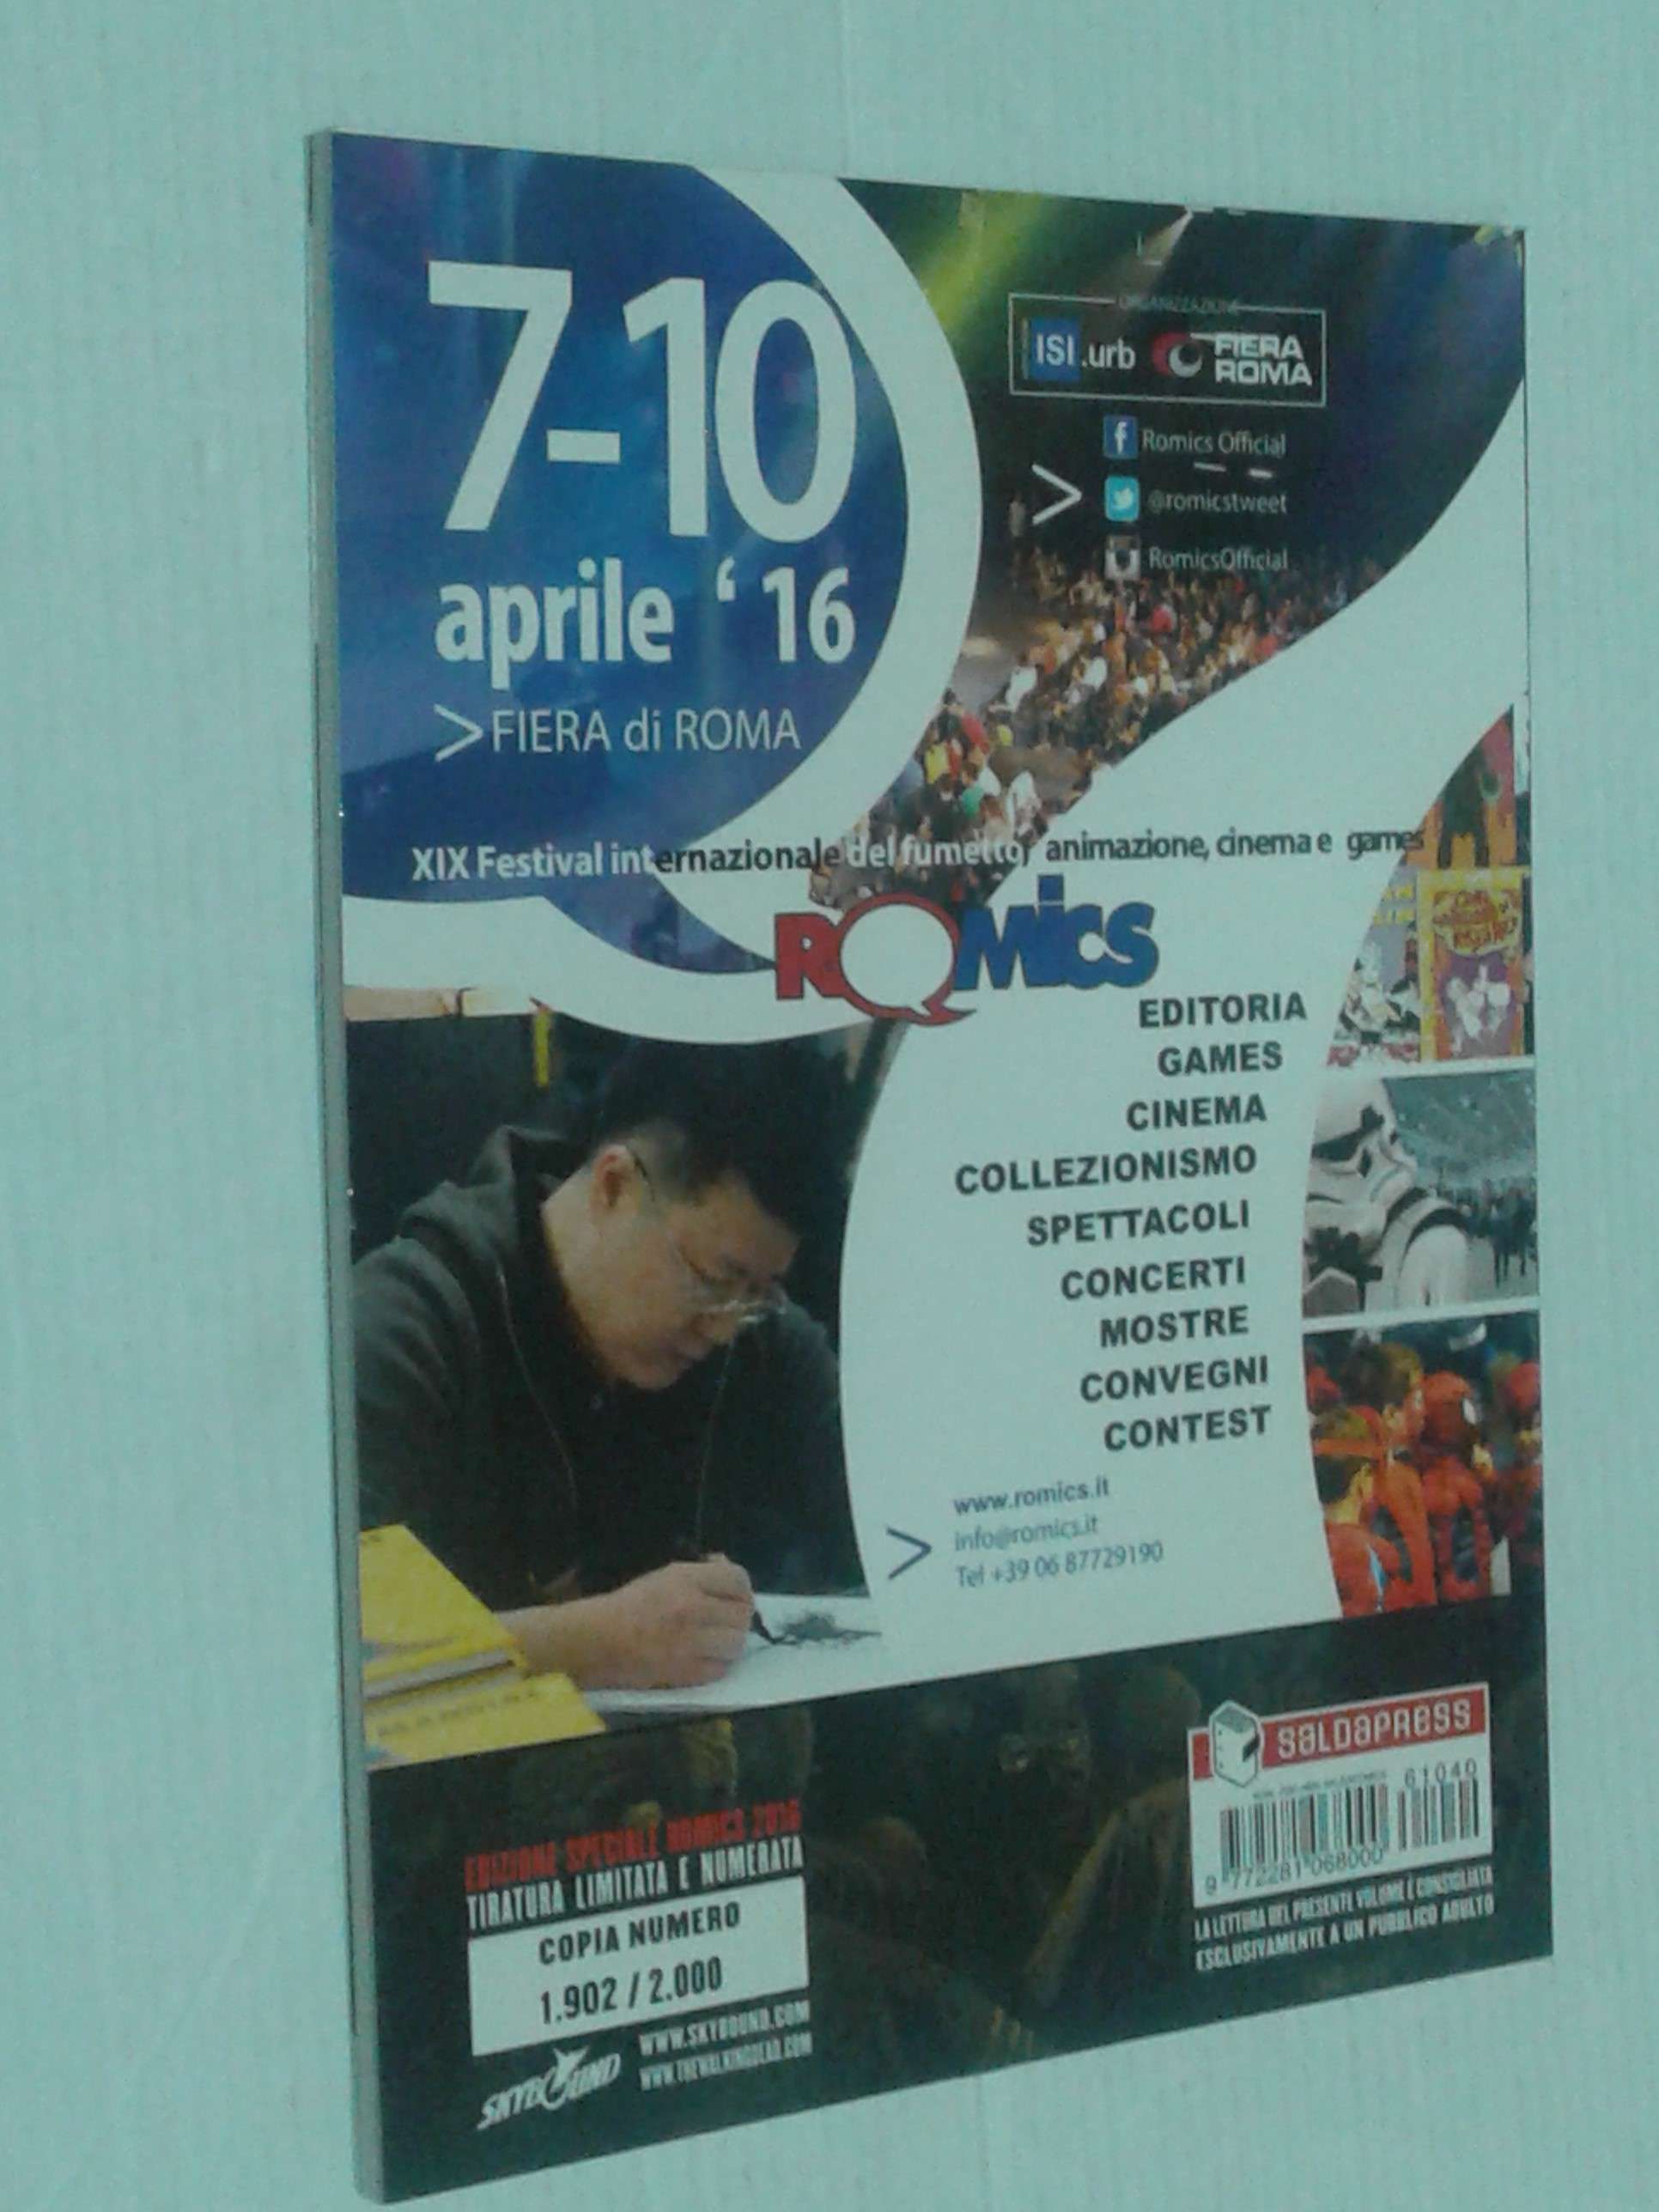 7-10
aprile ‘ 16
>FIERA di ROMA
ORGANIZZAZIONE
ISI.urb
FIERA
ROMA
> Romics Official
@romicstweet
RomicsOfficial
XIX Festival internazionale del fumetto, animazione, cinema e games
ROMICS
EDITORIA
GAMES
CINEMA
COLLEZIONISMO
SPETTACOLI
CONCERTI
MOSTRE
CONVEGNI
CONTEST
www.romics.it
> info@romics.it
Tel +39 06 87729190
EDIZIONE SPECIALE ROMICS 2016
TIRATURA LIMITATA E NUMERATA
COPIA NUMERO
1.902 / 2.000
SKYBOUND
WWW.SKYBOUND.COM
WWW.THEWALKINGDEAD.COM
SALDAPRESS
61040
9 772281 068000
LA LETTURA DEL PRESENTE VOLUME È CONSIGLIATA
ESCLUSIVAMENTE A UN PUBBLICO ADULTO